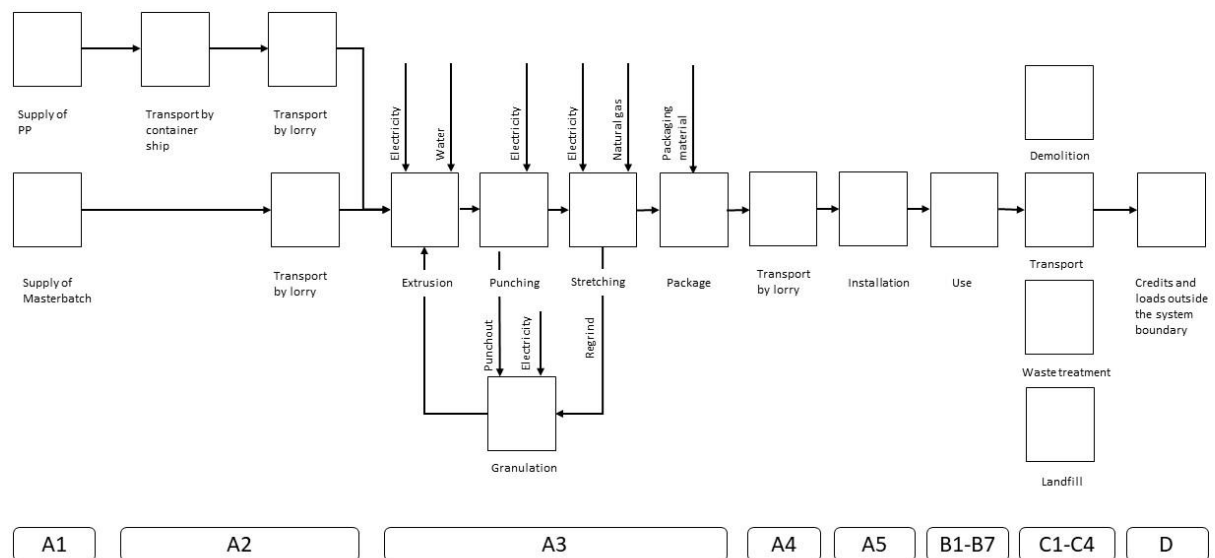 Supply of
PP
Transport by
container
ship
Transport
by lorry
Electricity
Water
Electricity
Electricity
Natural gas
Packaging
material
Demolition
Supply of
Masterbatch
Transport
by lorry
Extrusion
Punching
Stretching
Package
Transport
by lorry
Installation
Use
Transport
Credits and
loads outside
the system
boundary
Punchout
Electricity
Regrind
Granulation
Waste treatment
Landfill
A1
A2
A3
A4
A5
B1-B7
C1-C4
D